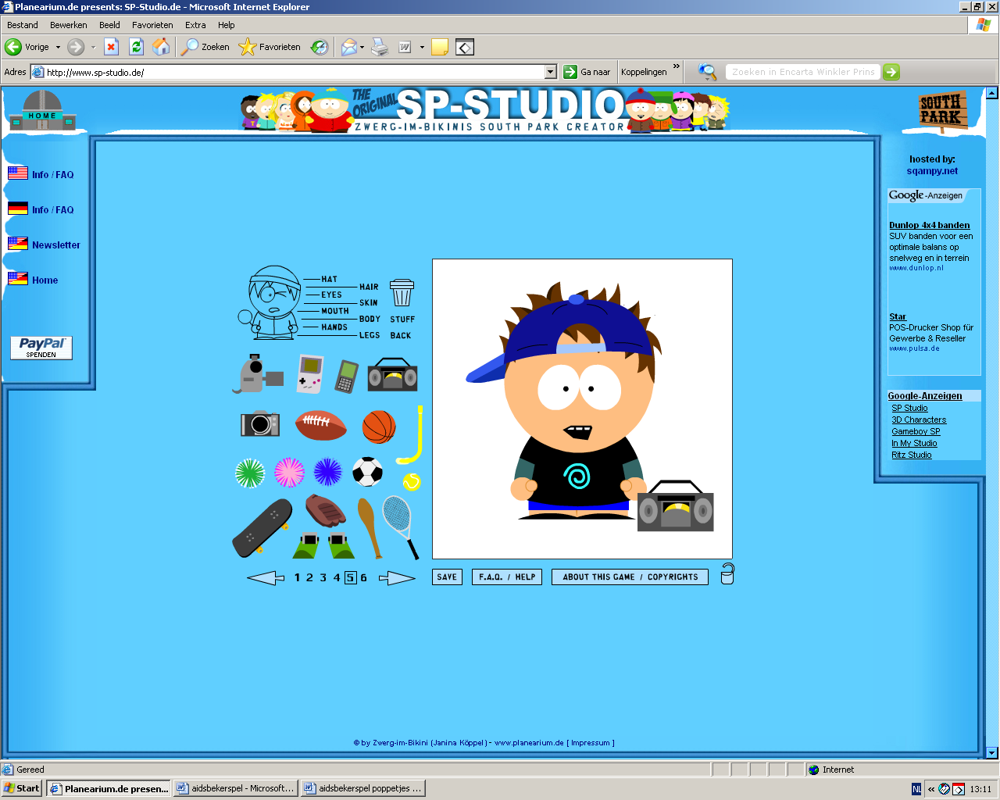 Planearium.de presents: SP-Studio.de - Microsoft Internet Explorer
Bestand Bewerken Beeld Favorieten Extra Help
Vorige Zoeken Favorieten
Adres http://www.sp-studio.de/ Ga naar Koppelingen » Zoeken in Encarta Winkler Prins
HOME
THE ORIGINAL SP-STUDIO
ZWERG-IM-BIKINIS SOUTH PARK CREATOR
SOUTH PARK
Info / FAQ
Info / FAQ
Newsletter
Home
PayPal
SPENDEN
HAT
HAIR
EYES
SKIN
MOUTH
BODY
STUFF
HANDS
LEGS
BACK
1 2 3 4 5 6
SAVE
F.A.Q. / HELP
ABOUT THIS GAME / COPYRIGHTS
hosted by:
sqampy.net
Google-Anzeigen
Dunlop 4x4 banden
SUV banden voor een
optimale balans op
snelweg en in terrein
www.dunlop.nl
Star
POS-Drucker Shop für
Gewerbe & Reseller
www.pulsa.de
Google-Anzeigen
SP Studio
3D Characters
Gameboy SP
In My Studio
Ritz Studio
© by Zwerg-im-Bikini (Janina Köppel) - www.planearium.de [ Impressum ]
Gereed Internet
Start Planearium.de presen... aidsbekerspel - Microsoft... aidsbekerspel poppetjes ... NL « 13:11